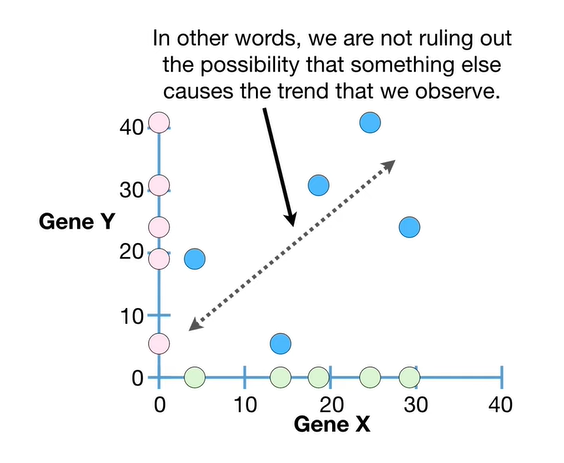 In other words, we are not ruling out
the possibility that something else
causes the trend that we observe.
40
30
Gene Y
20
10
0
0 10 20 30 40
Gene X